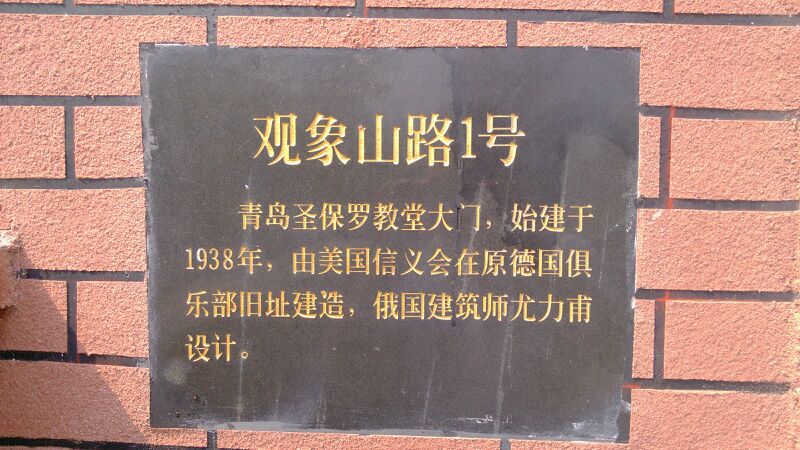 观象山路1号
青岛圣保罗教堂大门，始建于
1938年，由美国信义会在原德国俱
乐部旧址建造，俄国建筑师尤力甫
设计。